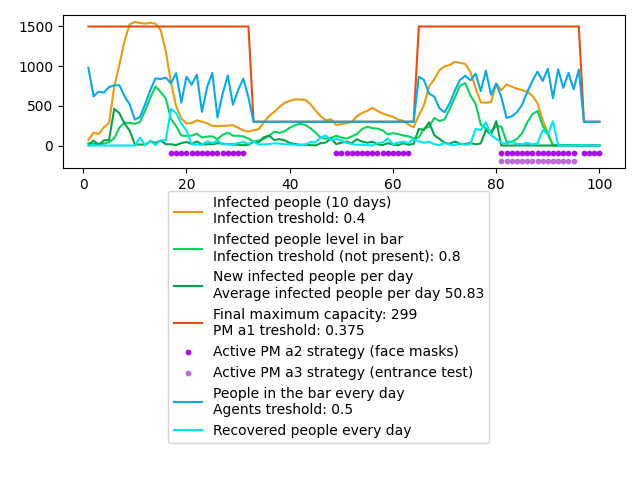 1500
1000
500
0
0 20 40 60 80 100
Infected people (10 days)
Infection treshold: 0.4
Infected people level in bar
Infection treshold (not present): 0.8
New infected people per day
Average infected people per day 50.83
Final maximum capacity: 299
PM a1 treshold: 0.375
Active PM a2 strategy (face masks)
Active PM a3 strategy (entrance test)
People in the bar every day
Agents treshold: 0.5
Recovered people every day